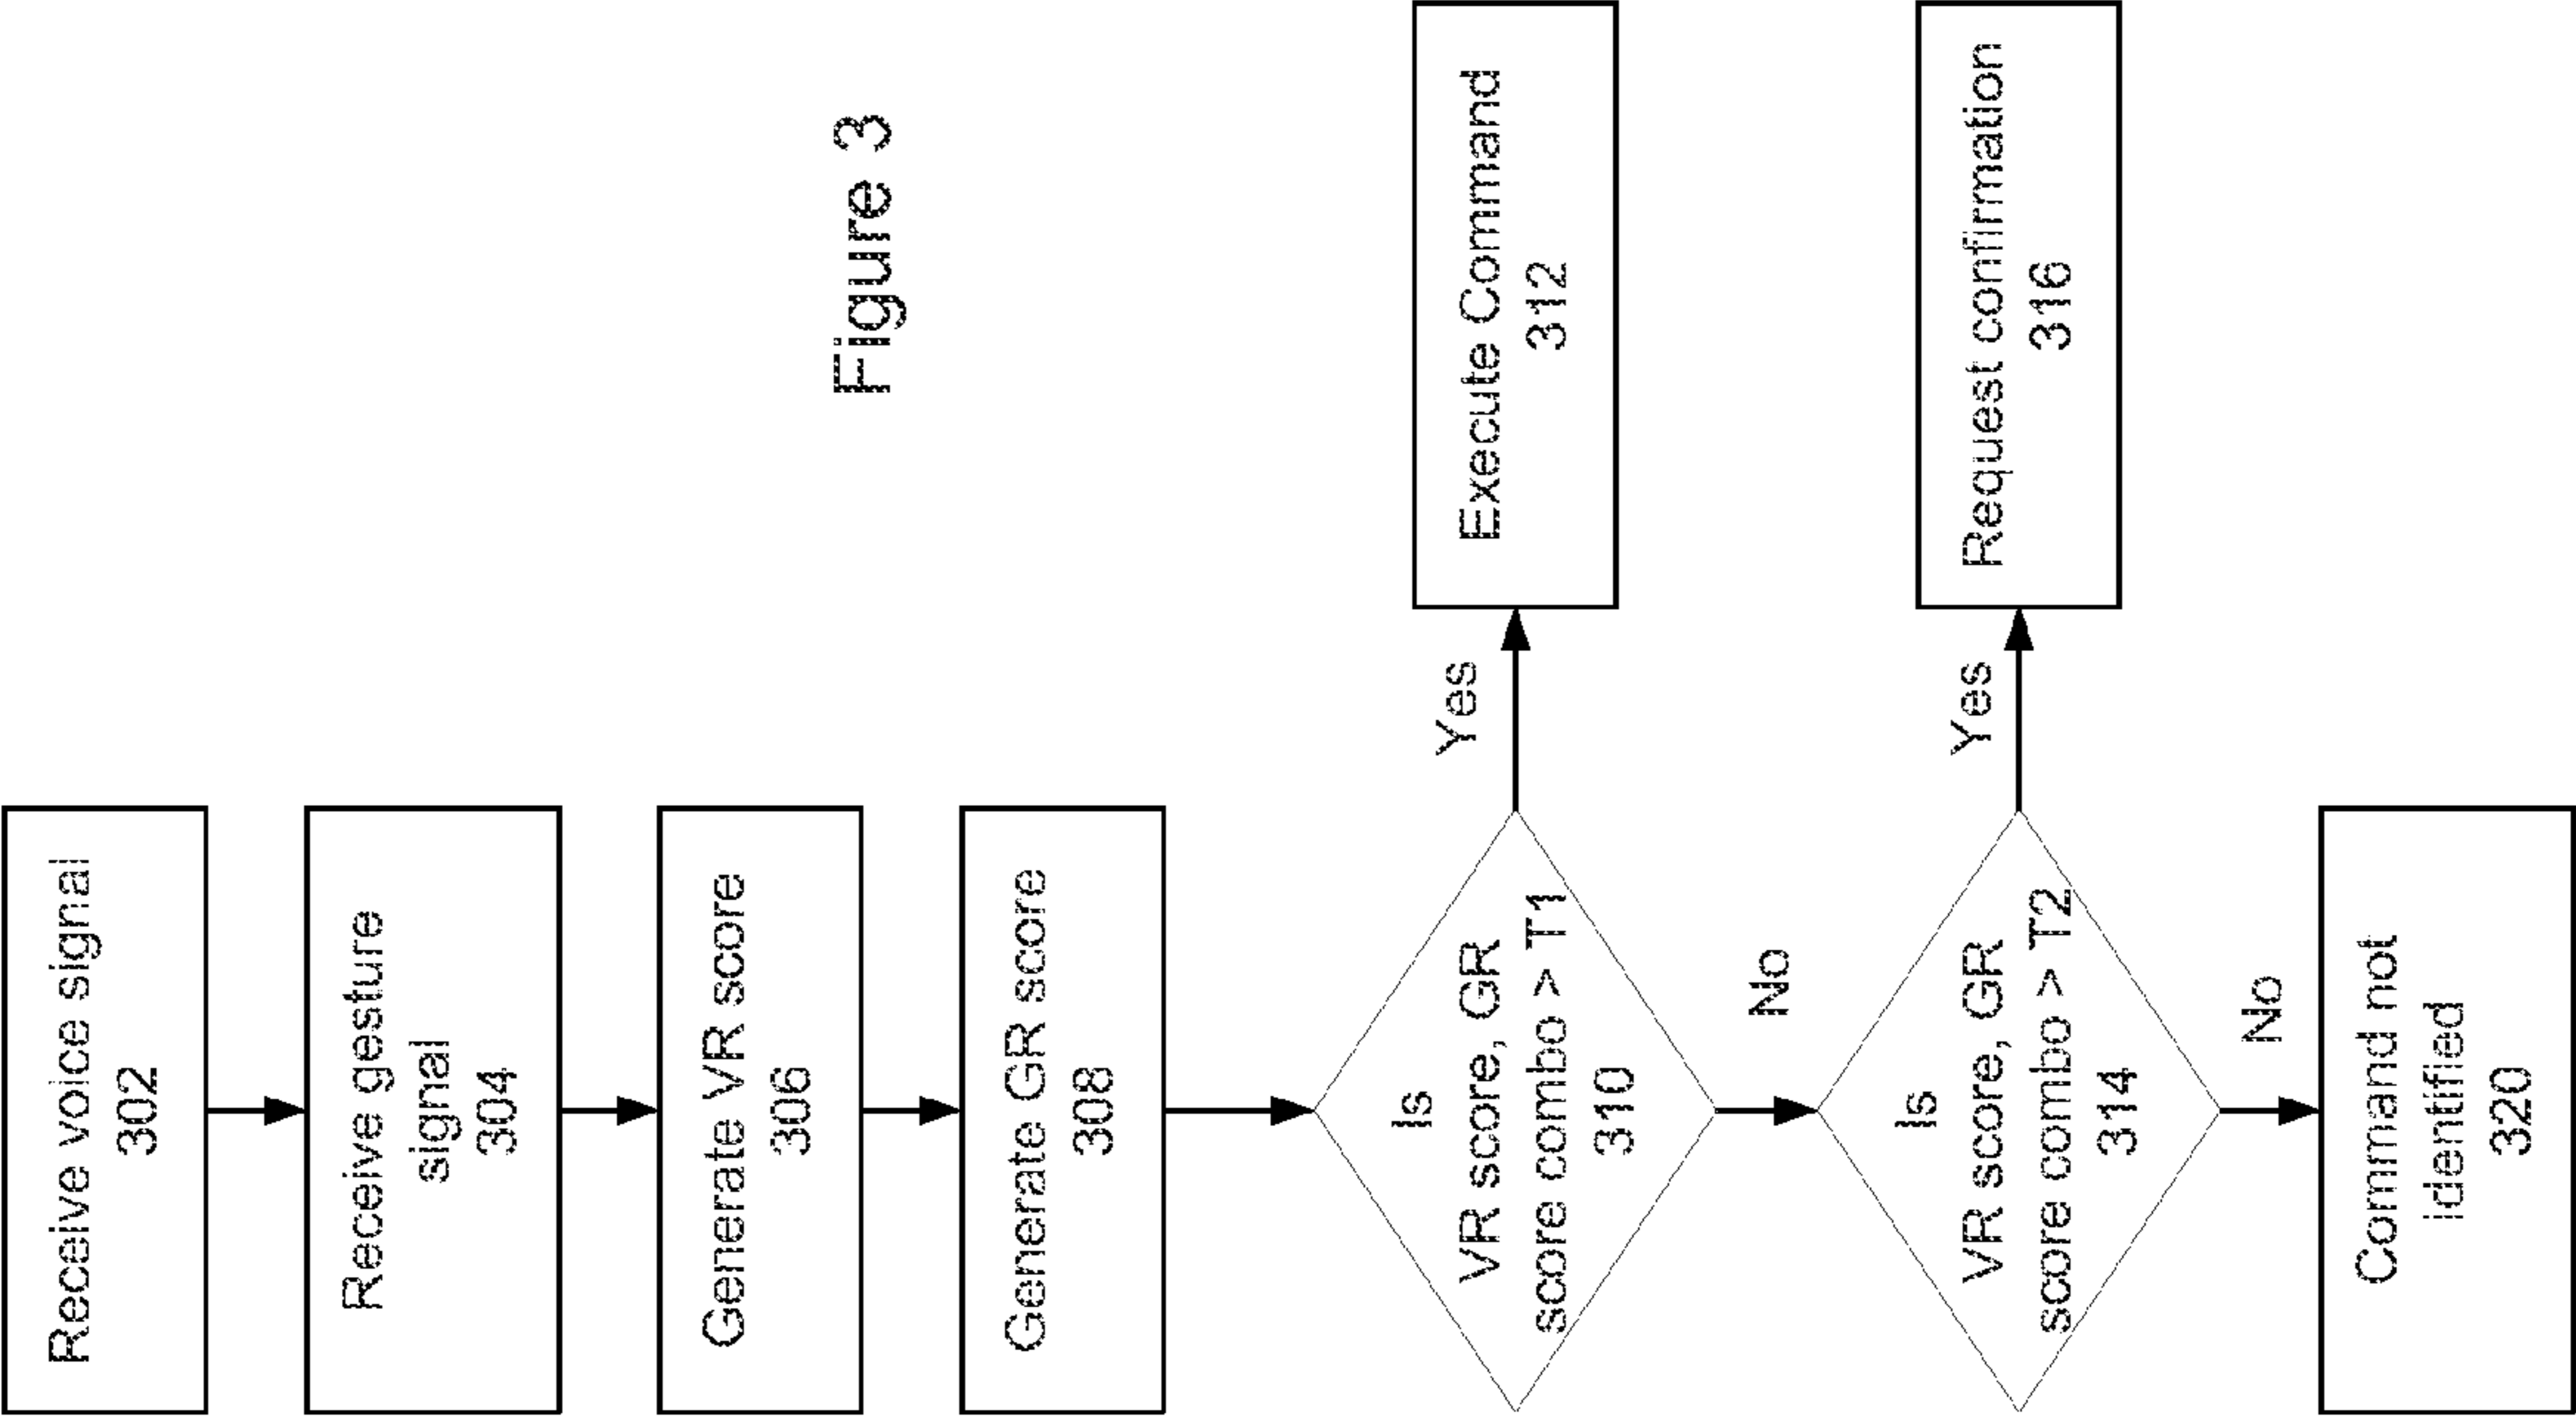 Receive voice signal
302
Receive gesture
signal
304
Generate VR score
306
Generate GR score
308
Is
VR score, GR
score combo > T1
310
Yes
Execute Command
312
No
Is
VR score, GR
score combo > T2
314
Yes
Request confirmation
316
No
Command not
identified
320
Figure 3